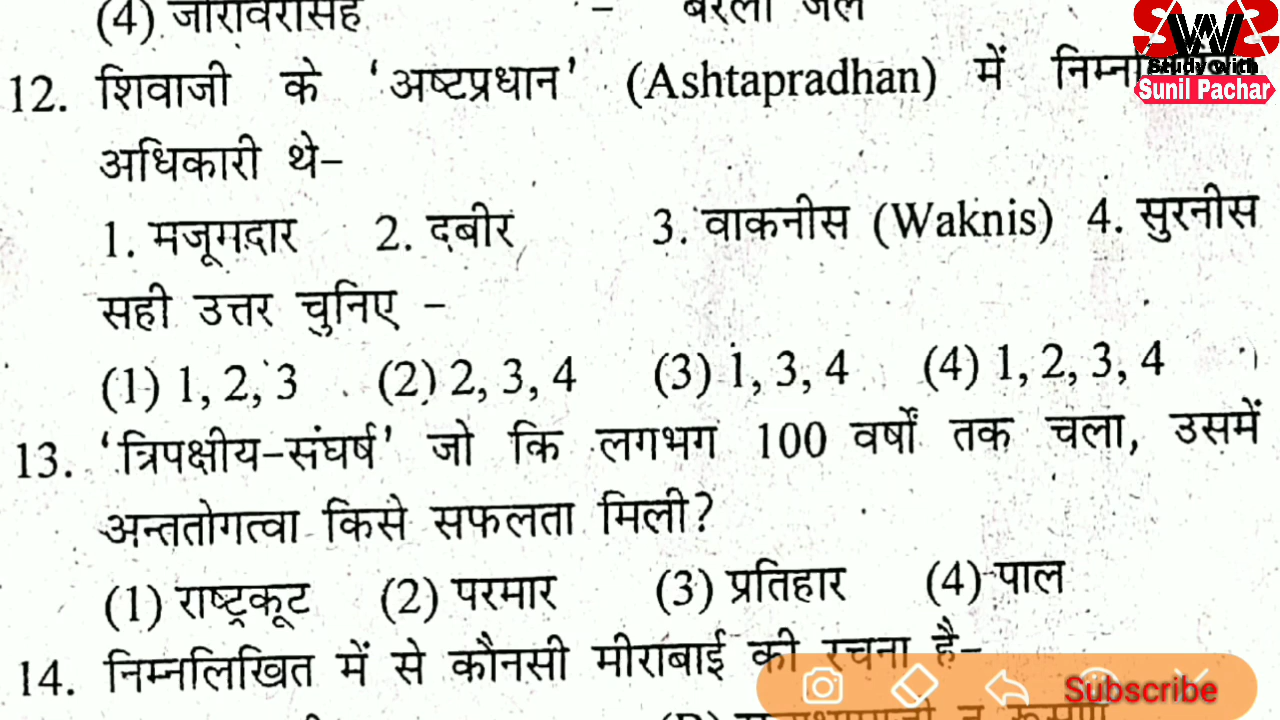 (4) जोरावरसिंह – बरेली जेल
Study with
Sunil Pachar
12. शिवाजी के ‘अष्टप्रधान’ (Ashtapradhan) में
अधिकारी थे–
1. मजूमदार 2. दबीर 3. वाकनीस (Waknis) 4. सुरनीस
सही उत्तर चुनिए –
(1) 1, 2, 3 (2) 2, 3, 4 (3) 1, 3, 4 (4) 1, 2, 3, 4
13. ‘त्रिपक्षीय-संघर्ष’ जो कि लगभग 100 वर्षों तक चला, उसमें
अन्ततोगत्वा किसे सफलता मिली?
(1) राष्ट्रकूट (2) परमार (3) प्रतिहार (4) पाल
14. निम्नलिखित में से कौनसी मीराबाई की रचना है–
Subscribe